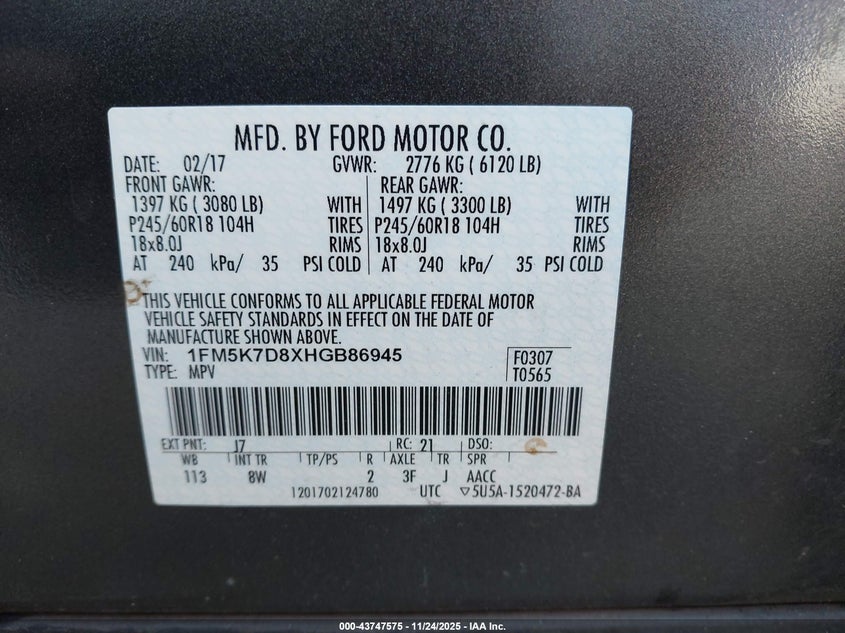 MFD. BY FORD MOTOR CO.
DATE: 02/17 GVWR: 2776 KG ( 6120 LB)
FRONT GAWR: REAR GAWR:
1397 KG ( 3080 LB) WITH 1497 KG ( 3300 LB) WITH
P245/60R18 104H TIRES P245/60R18 104H TIRES
18x8.0J RIMS 18x8.0J RIMS
AT 240 kPa/ 35 PSI COLD AT 240 kPa/ 35 PSI COLD
THIS VEHICLE CONFORMS TO ALL APPLICABLE FEDERAL MOTOR
VEHICLE SAFETY STANDARDS IN EFFECT ON THE DATE OF
MANUFACTURE SHOWN ABOVE.
VIN: 1FM5K7D8XHGB86945 F0307
TYPE: MPV T0565
EXT PNT: J7 RC: 21 DSO:
WB INT TR TP/PS R AXLE TR SPR
113 8W 2 3F J AACC
1201702124780 UTC ▽5U5A-1520472-BA
000-43747575 - 11/24/2025 - IAA Inc.